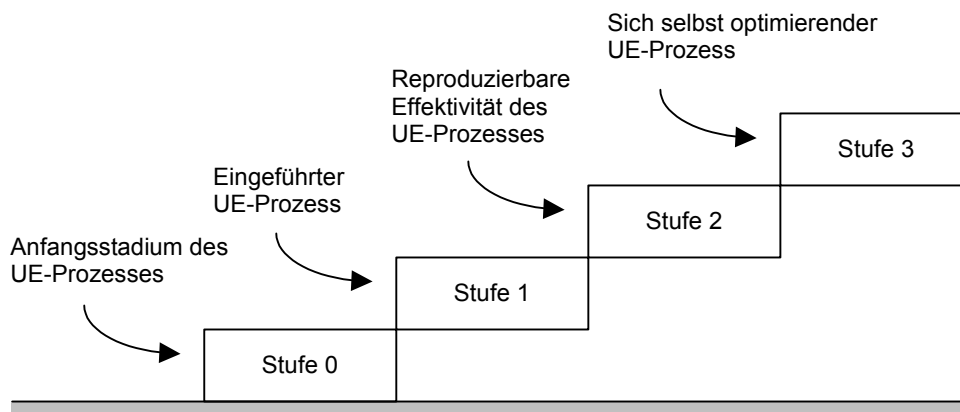 Sich selbst optimierender
UE-Prozess
Reproduzierbare
Effektivität des
UE-Prozesses
Stufe 3
Eingeführter
UE-Prozess
Stufe 2
Anfangsstadium des
UE-Prozesses
Stufe 1
Stufe 0